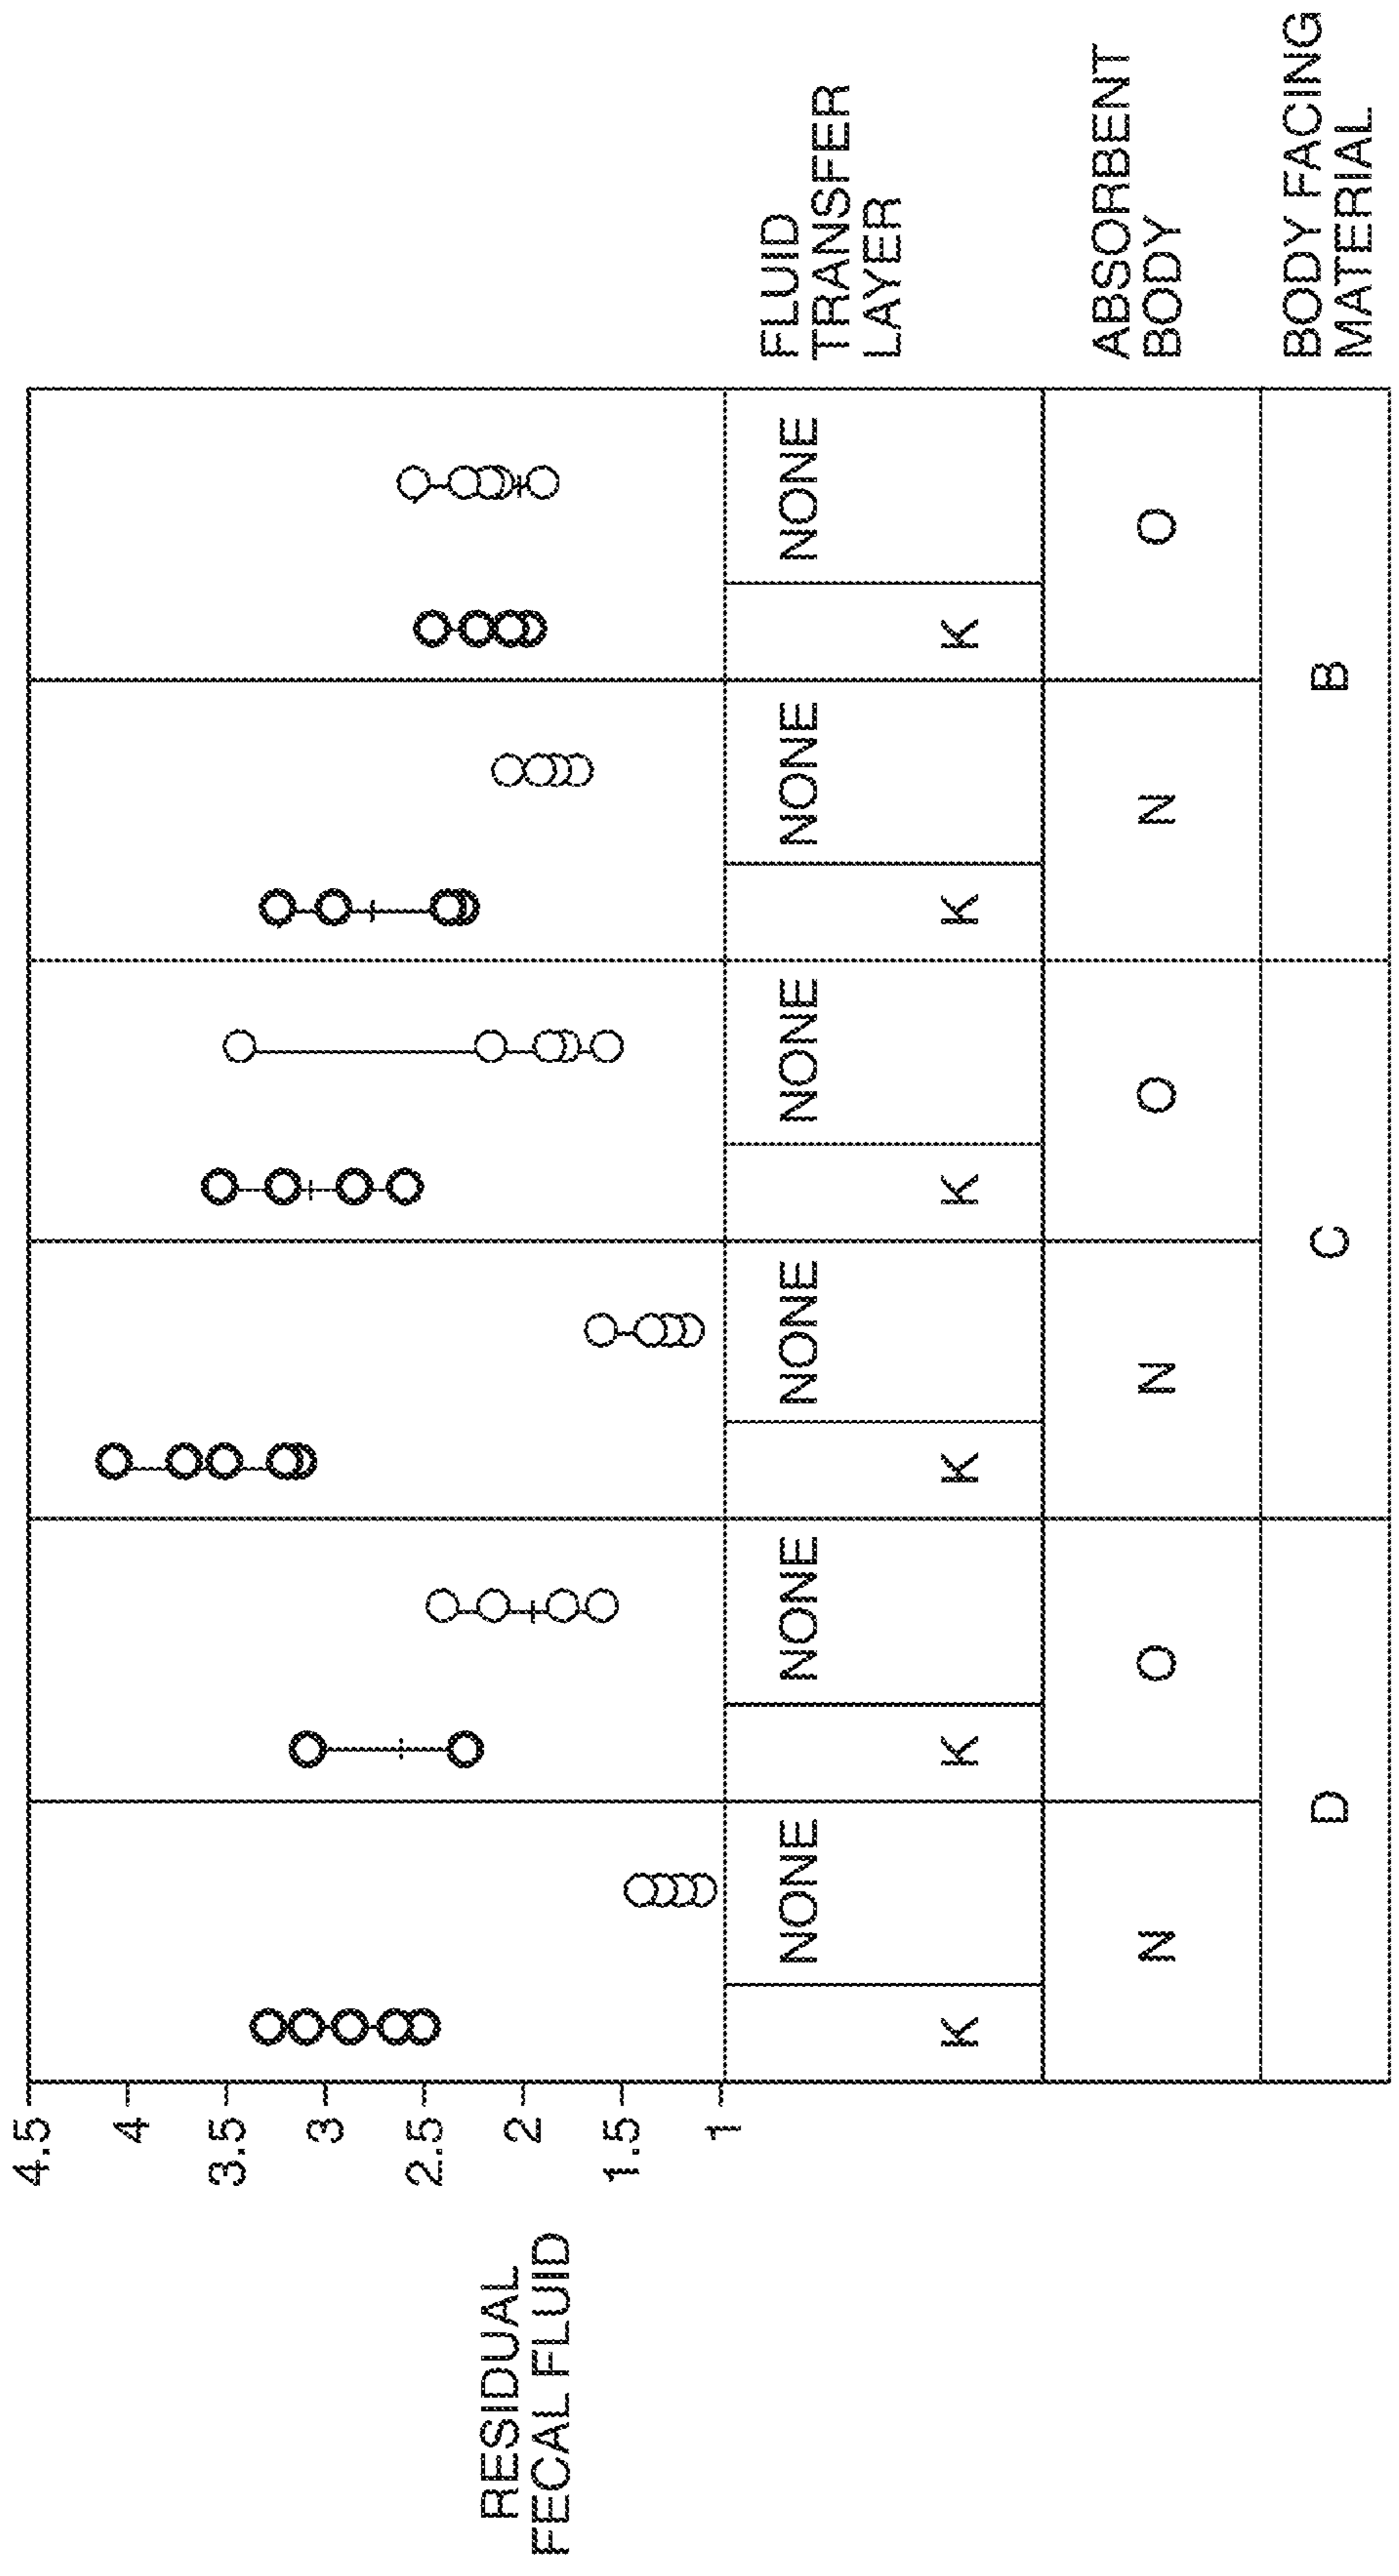 RESIDUAL
FECAL FLUID
4.5
4
3.5
3
2.5
2
1.5
1
K NONE K NONE K NONE K NONE K NONE K NONE
FLUID
TRANSFER
LAYER
N O N O N O
ABSORBENT
BODY
D C B
BODY FACING
MATERIAL